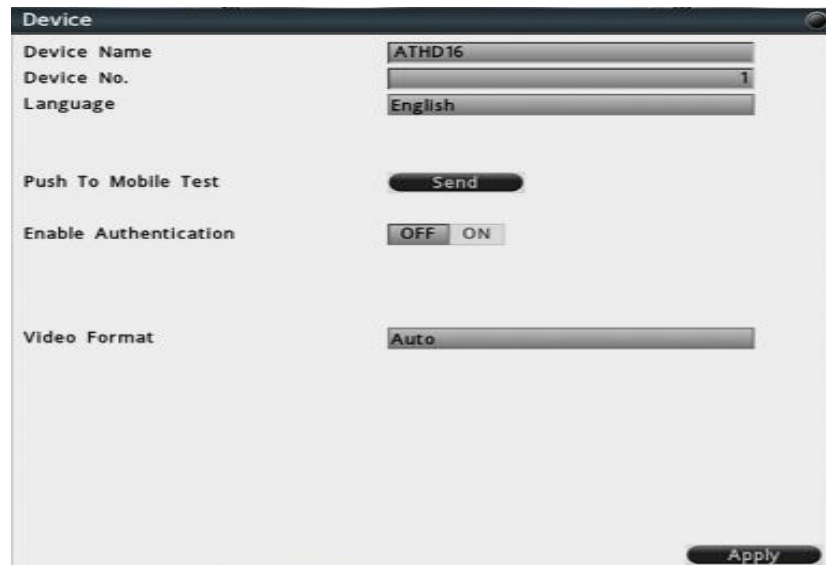 Device
Device Name ATHD16
Device No. 1
Language English
Push To Mobile Test Send
Enable Authentication OFF ON
Video Format Auto
Apply